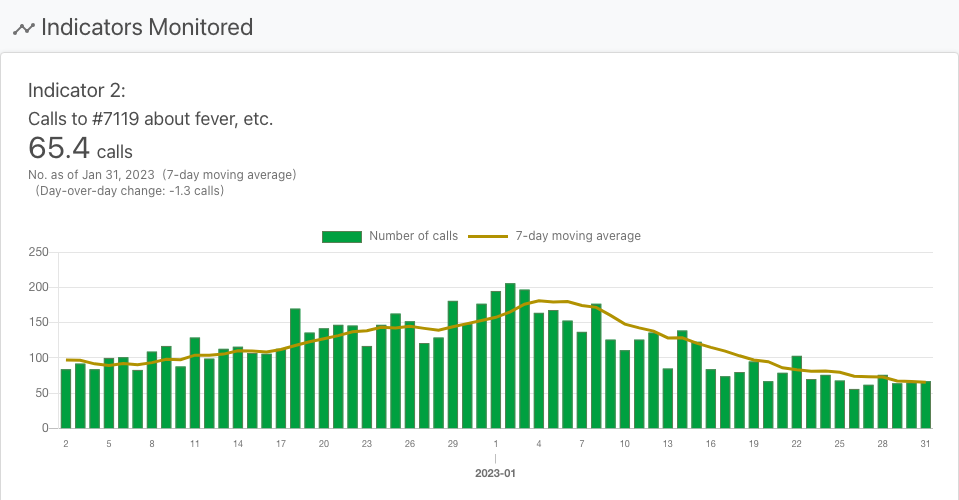 Indicators Monitored
Indicator 2:
Calls to #7119 about fever, etc.
65.4 calls
No. as of Jan 31, 2023 (7-day moving average)
(Day-over-day change: -1.3 calls)
Number of calls 7-day moving average
250
200
150
100
50
0
2 5 8 11 14 17 20 23 26 29 1 4 7 10 13 16 19 22 25 28 31
2023-01